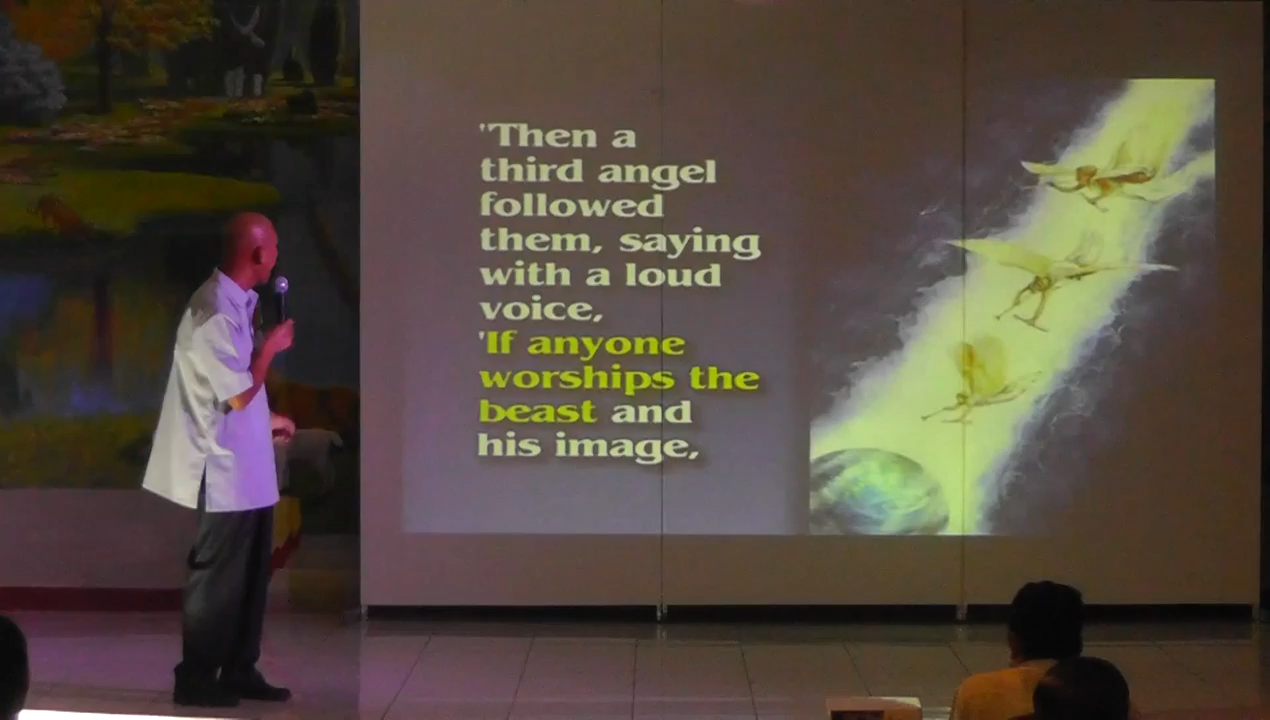 "Then a
third angel
followed
them, saying
with a loud
voice,
'If anyone
worships the
beast and
his image,